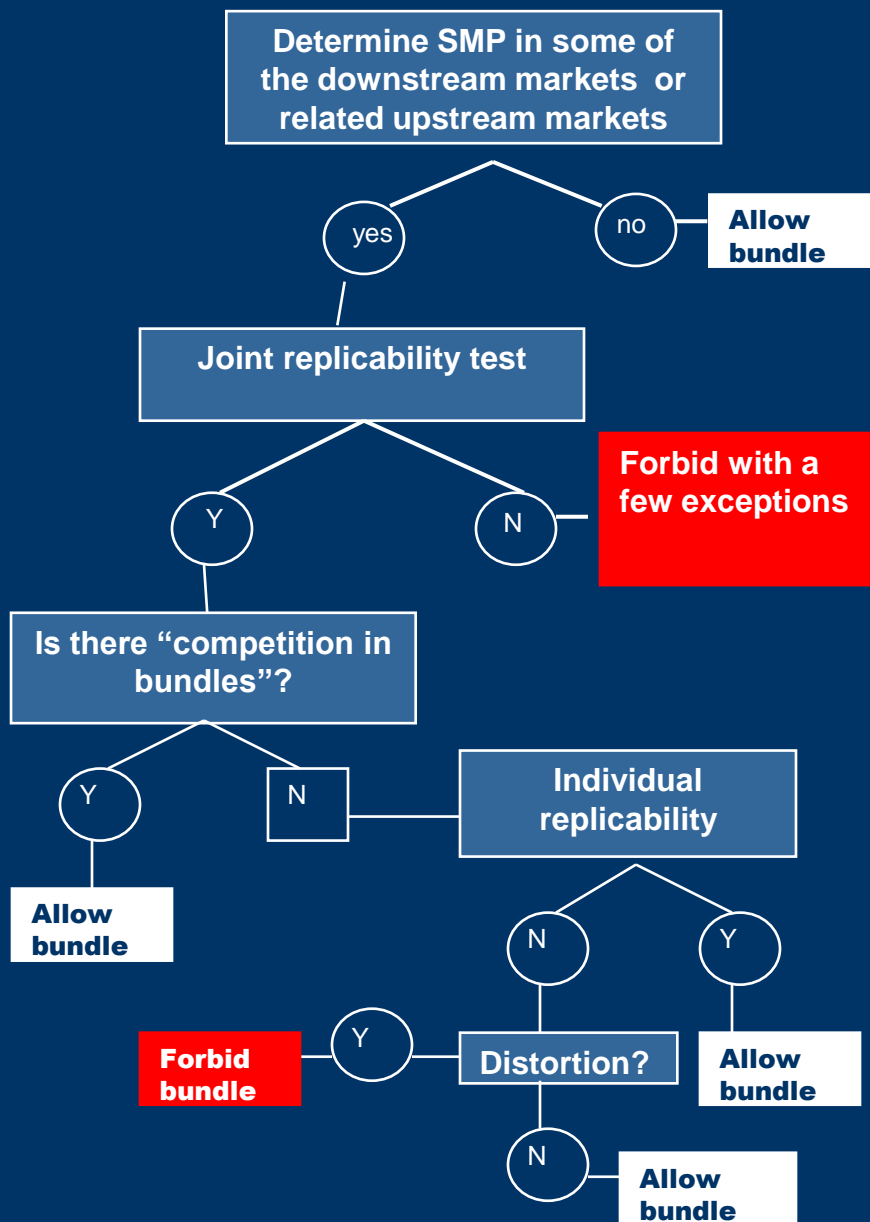 Determine SMP in some of
the downstream markets or
related upstream markets
yes
no
Allow
bundle
Joint replicability test
Y
N
Forbid with a
few exceptions
Is there “competition in
bundles”?
Y
N
Individual
replicability
Allow
bundle
N
Y
Forbid
bundle
Y
Distortion?
Allow
bundle
N
Allow
bundle